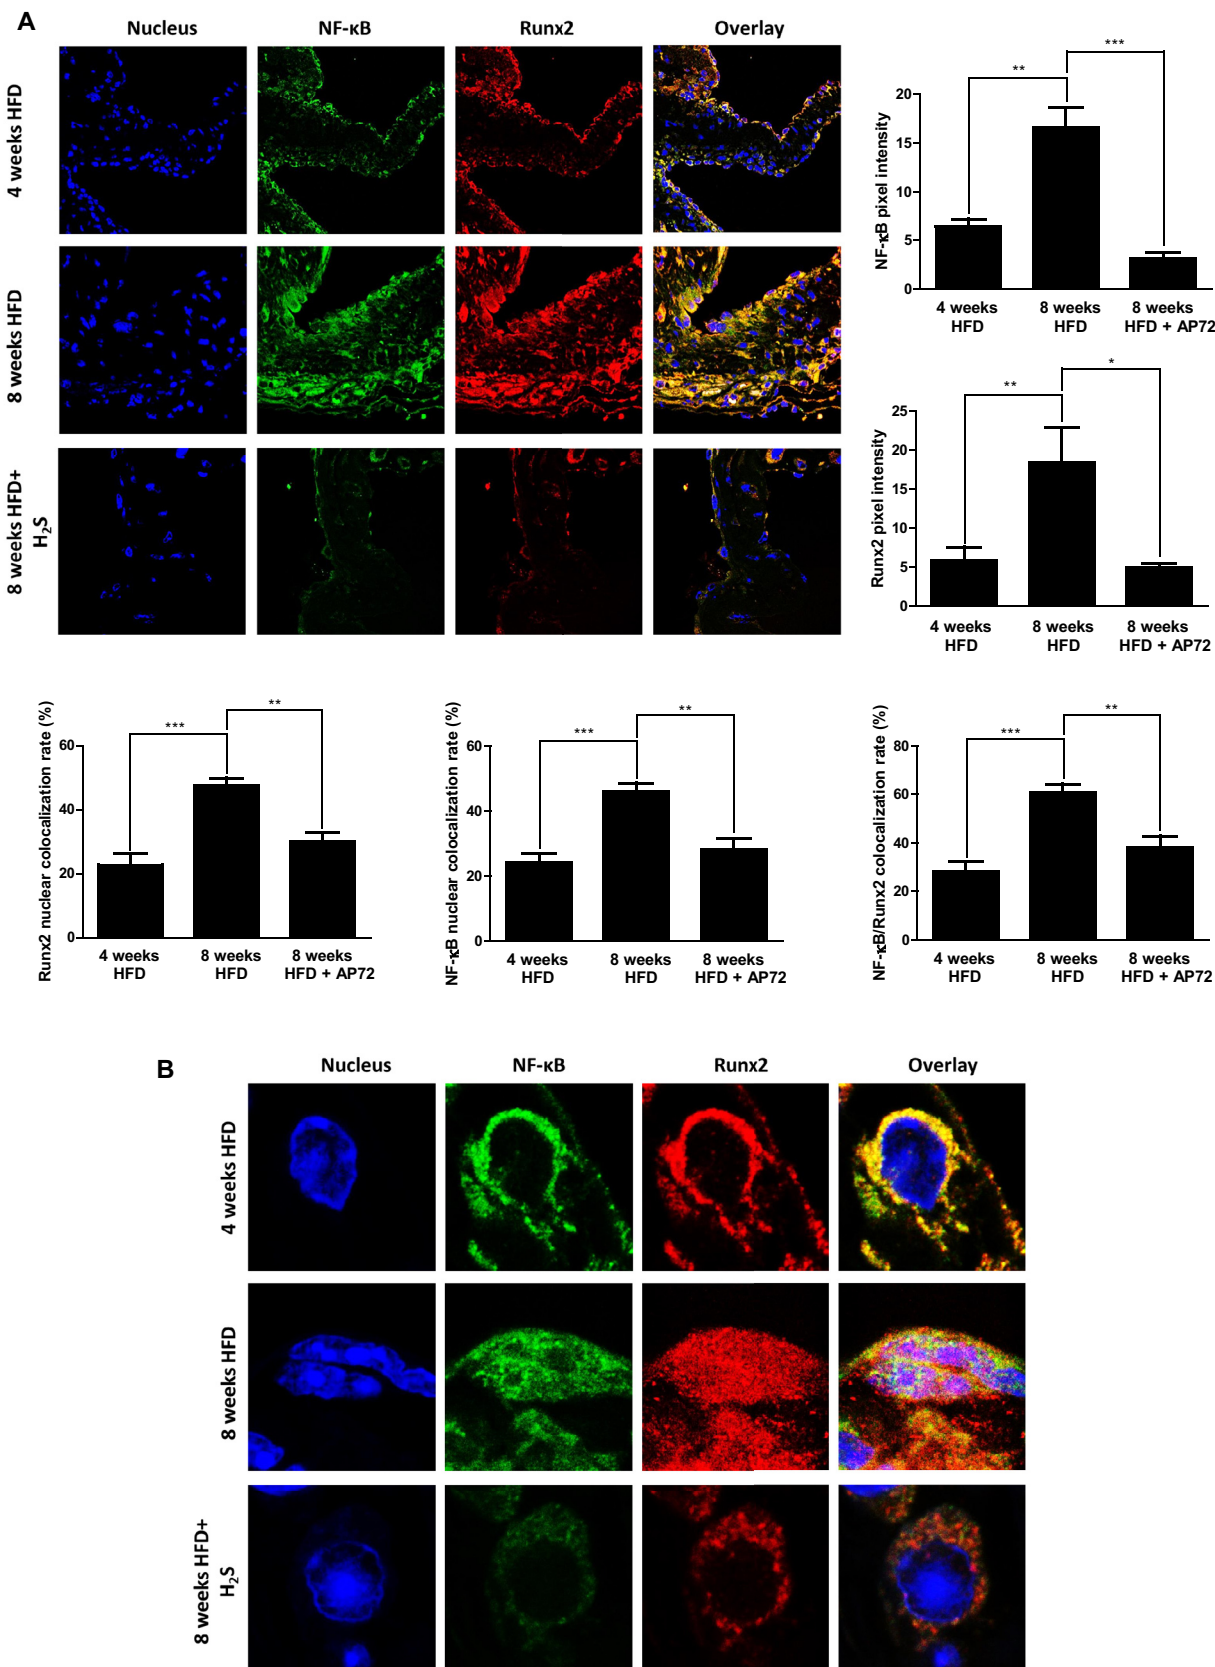 A
Nucleus NF-κB Runx2 Overlay
4 weeks HFD
8 weeks HFD
8 weeks HFD+
H₂S
NF-κB pixel intensity
20
15
10
5
0
** ***
4 weeks HFD
8 weeks HFD
8 weeks HFD + AP72
Runx2 pixel intensity
25
20
15
10
5
0
** *
4 weeks HFD
8 weeks HFD
8 weeks HFD + AP72
Runx2 nuclear colocalization rate (%)
60
40
20
0
*** **
4 weeks HFD
8 weeks HFD
8 weeks HFD + AP72
NF-κB nuclear colocalization rate (%)
60
40
20
0
*** **
4 weeks HFD
8 weeks HFD
8 weeks HFD + AP72
NF-κB/Runx2 colocalization rate (%)
80
60
40
20
0
*** **
4 weeks HFD
8 weeks HFD
8 weeks HFD + AP72
B
Nucleus NF-κB Runx2 Overlay
4 weeks HFD
8 weeks HFD
8 weeks HFD+
H₂S